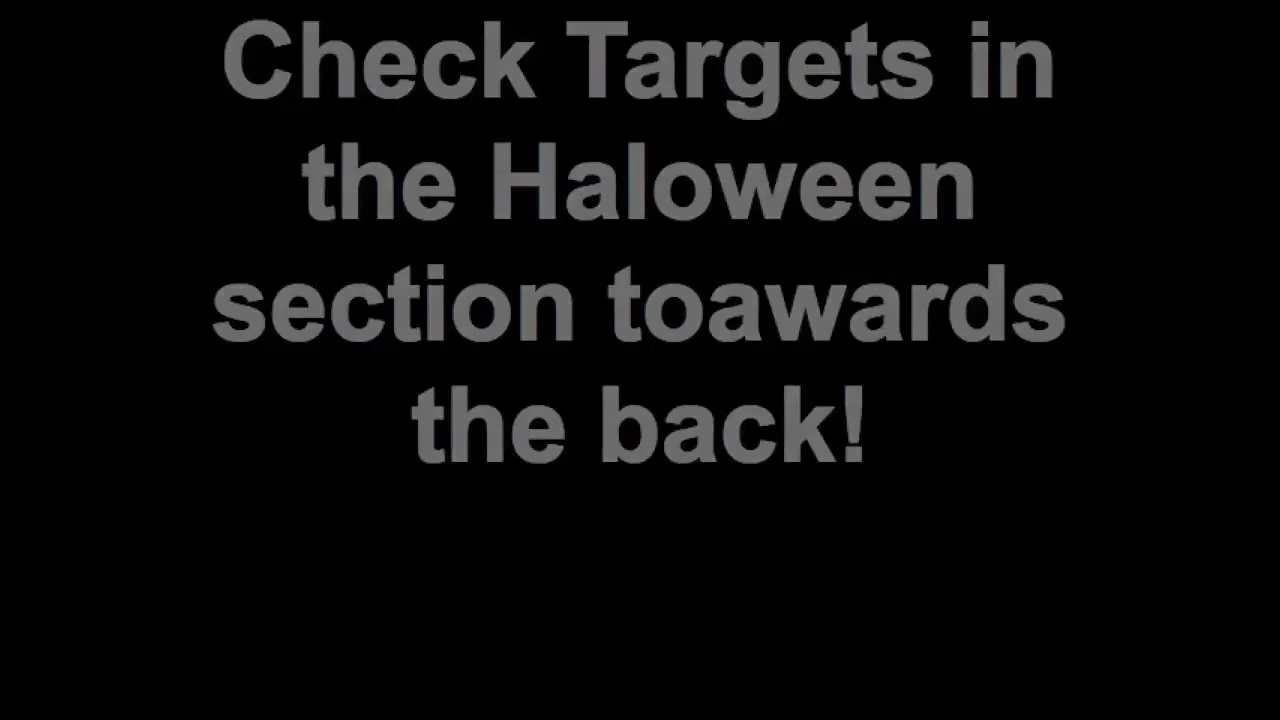 Check Targets in
the Haloween
section toawards
the back!